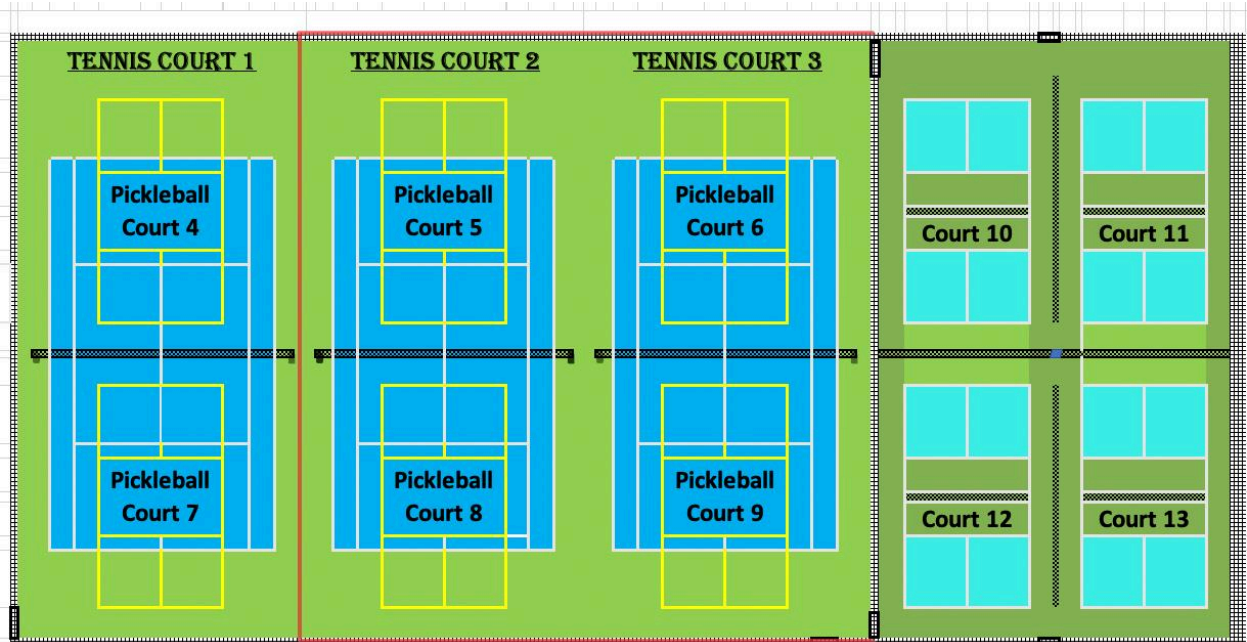 TENNIS COURT 1
TENNIS COURT 2
TENNIS COURT 3
Pickleball
Court 4
Pickleball
Court 5
Pickleball
Court 6
Court 10
Court 11
Pickleball
Court 7
Pickleball
Court 8
Pickleball
Court 9
Court 12
Court 13